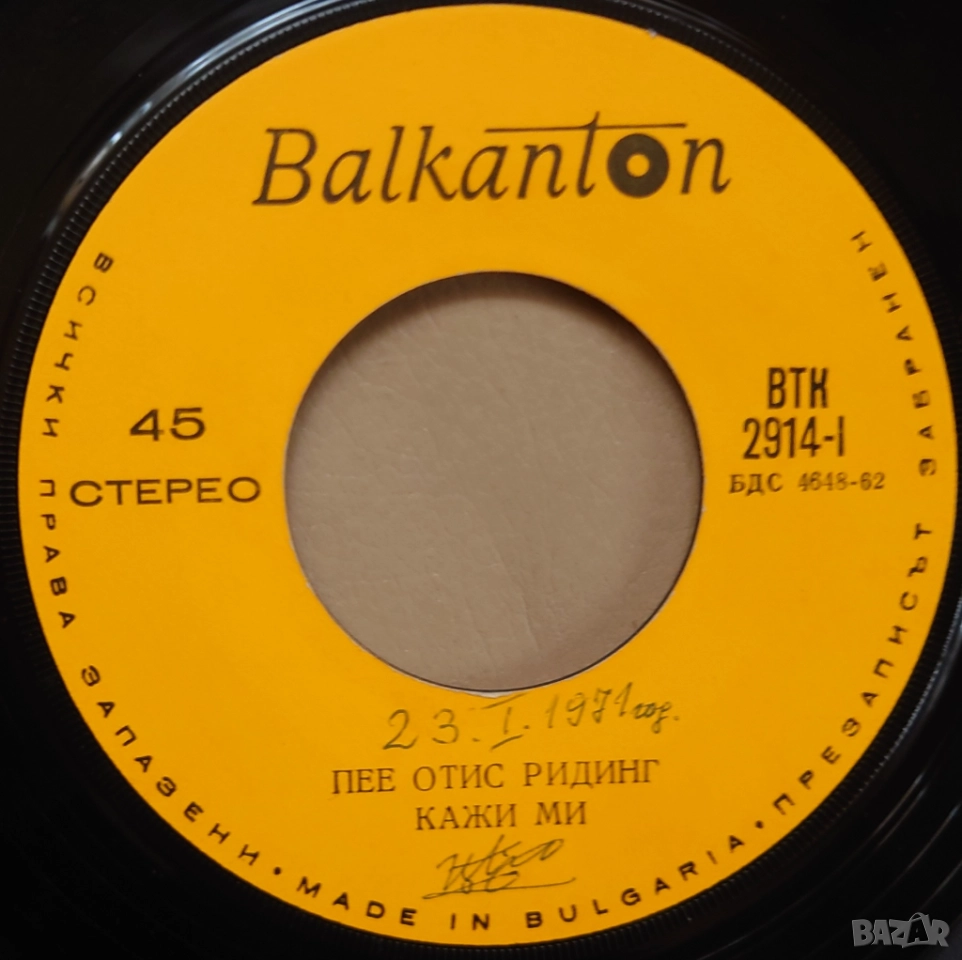 Balkanton
45
СТЕРЕО
ВТК
2914-I
БДС 4648-62
23.I.1971 год.
ПЕЕ ОТИС РИДИНГ
КАЖИ МИ
ВСИЧКИ ПРАВА ЗАПАЗЕНИ • MADE IN BULGARIA • ПРЕЗАПИСЪТ ЗАБРАНЕН
BAZAR